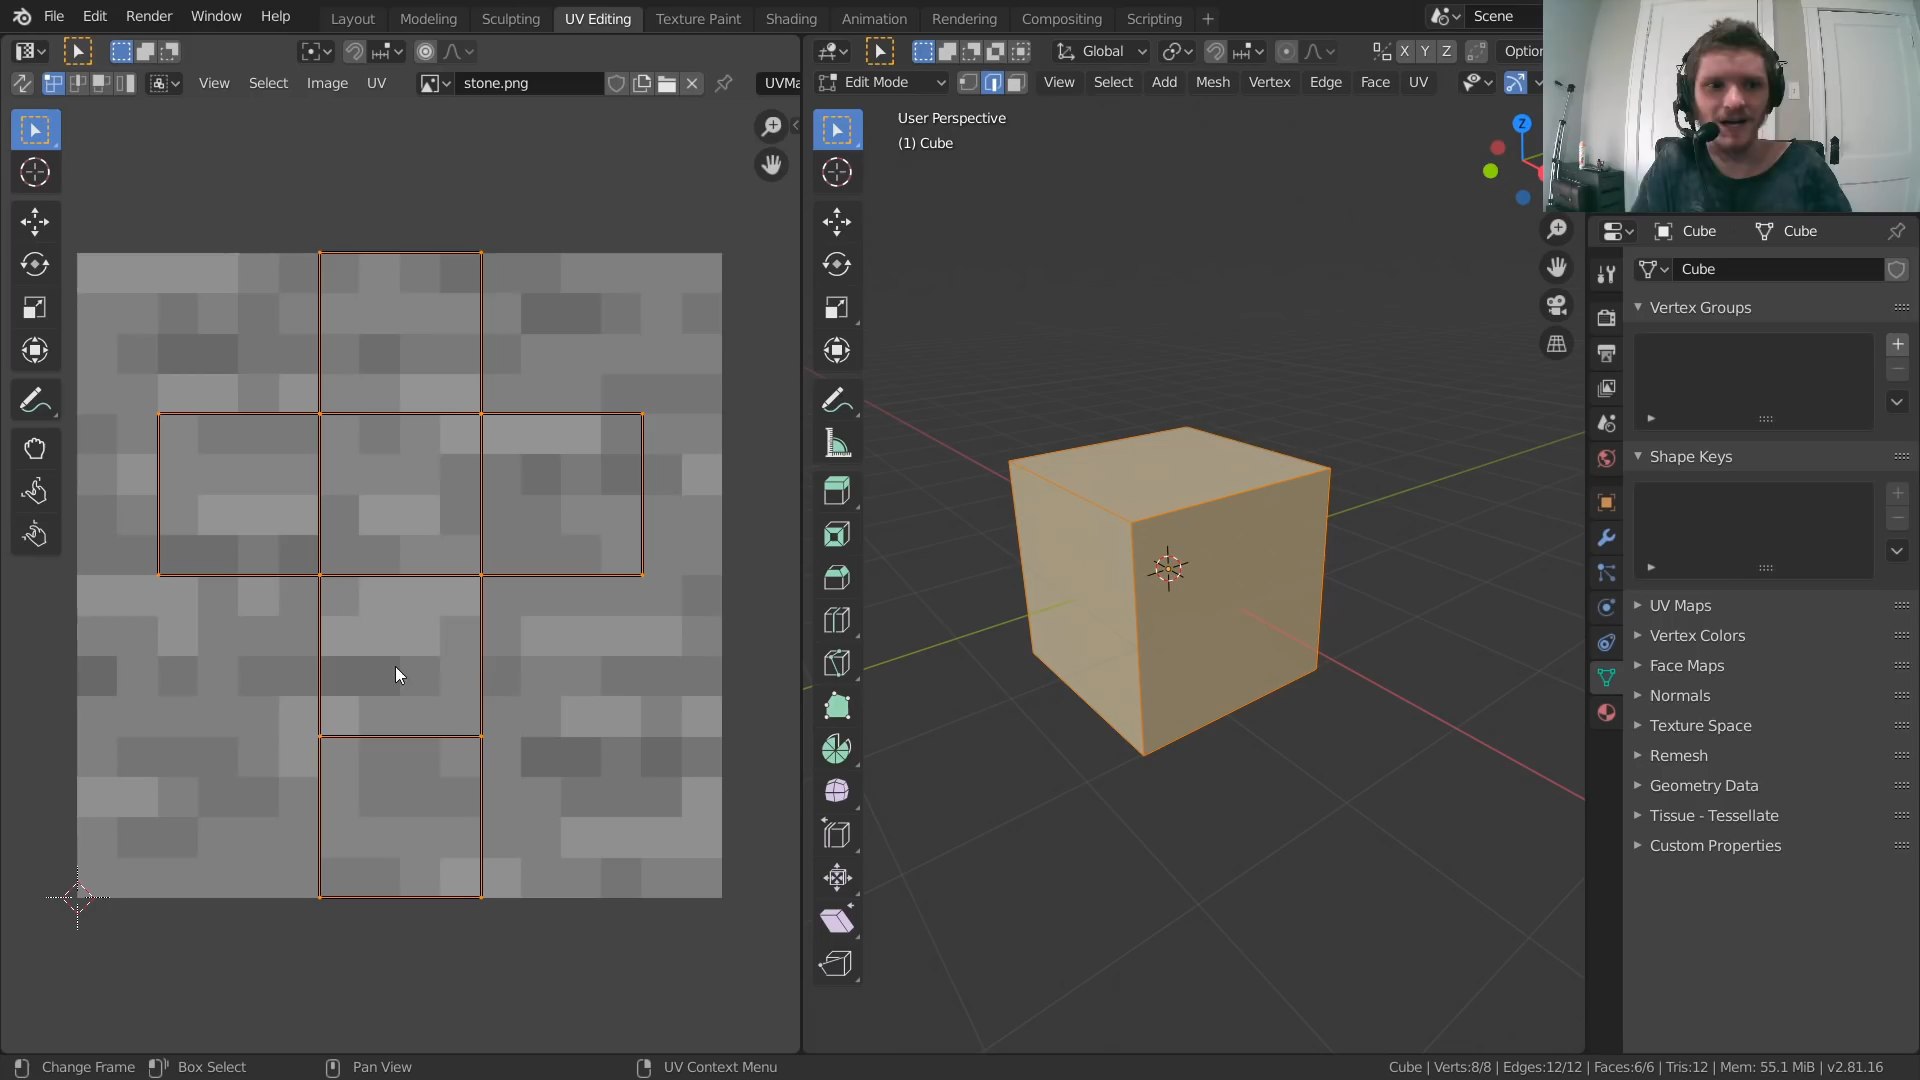 File Edit Render Window Help Layout Modeling Sculpting UV Editing Texture Paint Shading Animation Rendering Compositing Scripting + Scene
Global X Y Z Optior
View Select Image UV stone.png UVMa Edit Mode View Select Add Mesh Vertex Edge Face UV
User Perspective
(1) Cube
Z
Cube Cube
Cube
Vertex Groups
Shape Keys
UV Maps
Vertex Colors
Face Maps
Normals
Texture Space
Remesh
Geometry Data
Tissue - Tessellate
Custom Properties
Change Frame Box Select Pan View UV Context Menu Cube | Verts:8/8 | Edges:12/12 | Faces:6/6 | Tris:12 | Mem: 55.1 MiB | v2.81.16